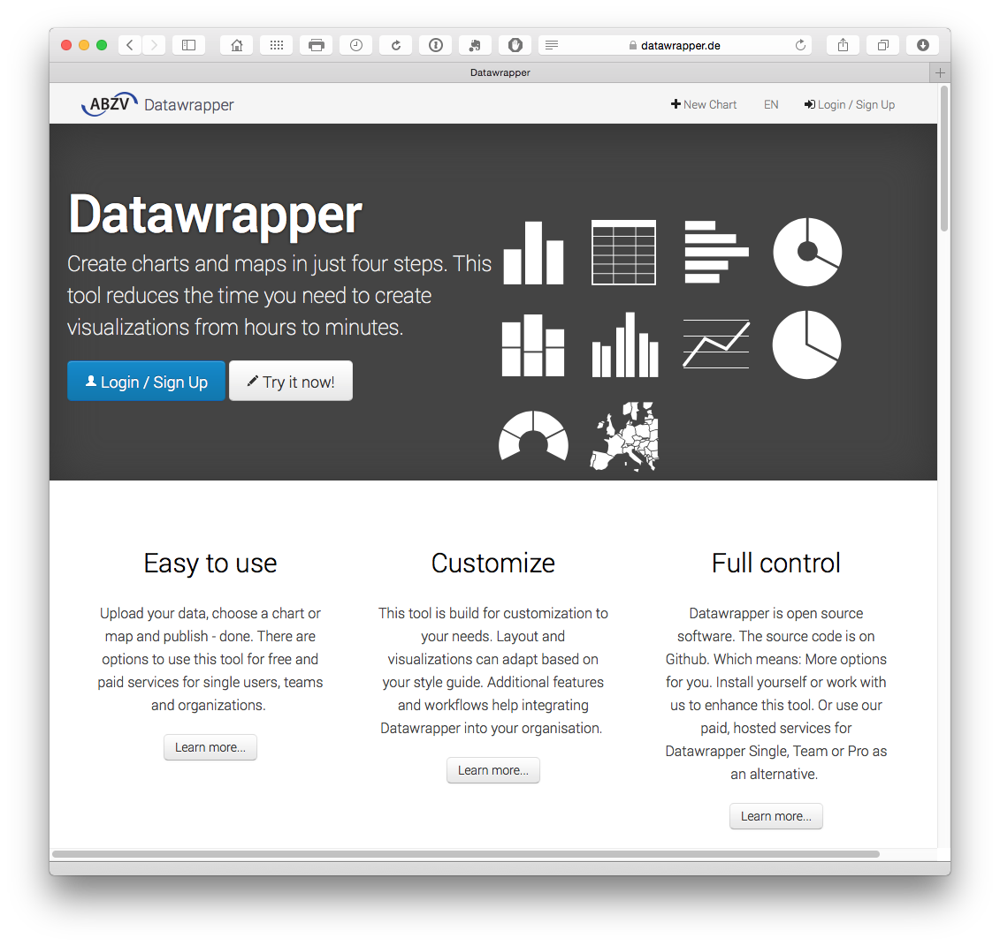 datawrapper.de
Datawrapper
ABZV Datawrapper
New Chart
EN
Login / Sign Up
Datawrapper
Create charts and maps in just four steps. This
tool reduces the time you need to create
visualizations from hours to minutes.
Login / Sign Up
Try it now!
Easy to use
Upload your data, choose a chart or
map and publish - done. There are
options to use this tool for free and
paid services for single users, teams
and organizations.
Learn more...
Customize
This tool is build for customization to
your needs. Layout and
visualizations can adapt based on
your style guide. Additional features
and workflows help integrating
Datawrapper into your organisation.
Learn more...
Full control
Datawrapper is open source
software. The source code is on
Github. Which means: More options
for you. Install yourself or work with
us to enhance this tool. Or use our
paid, hosted services for
Datawrapper Single, Team or Pro as
an alternative.
Learn more...